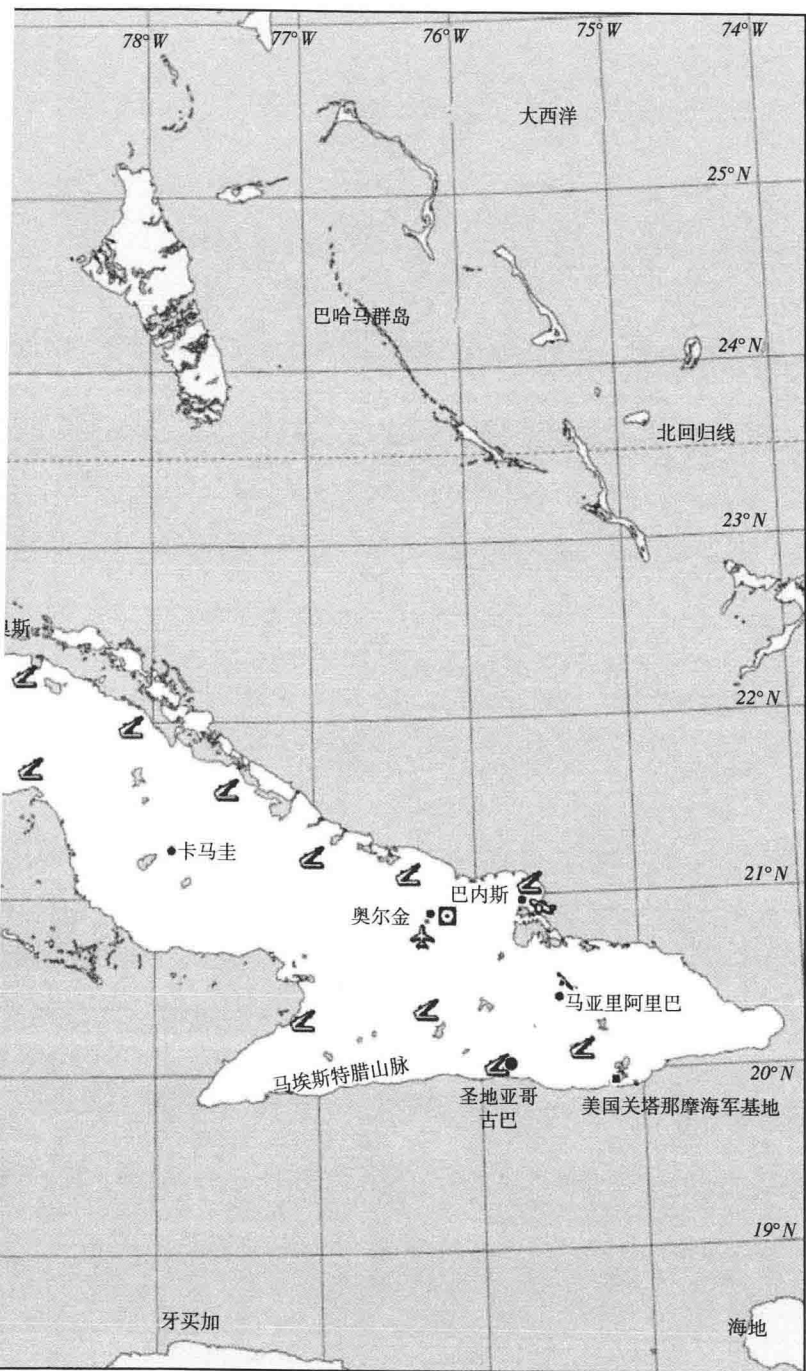 78°W
77°W
76°W
75°W
74°W
大西洋
25°N
巴哈马群岛
24°N
北回归线
23°N
奥斯
22°N
卡马圭
21°N
巴内斯
奥尔金
马亚里阿里巴
马埃斯特腊山脉
20°N
圣地亚哥
古巴
美国关塔那摩海军基地
19°N
牙买加
海地